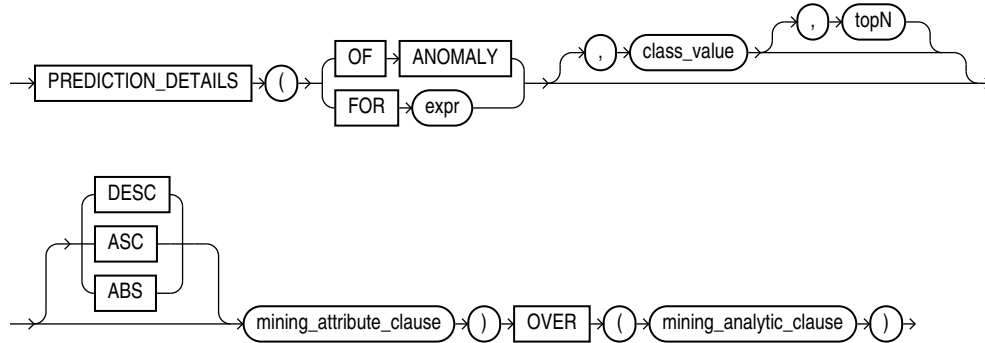 , topN
OF ANOMALY , class_value
PREDICTION_DETAILS (
FOR expr
DESC
ASC
ABS
mining_attribute_clause ) OVER ( mining_analytic_clause )